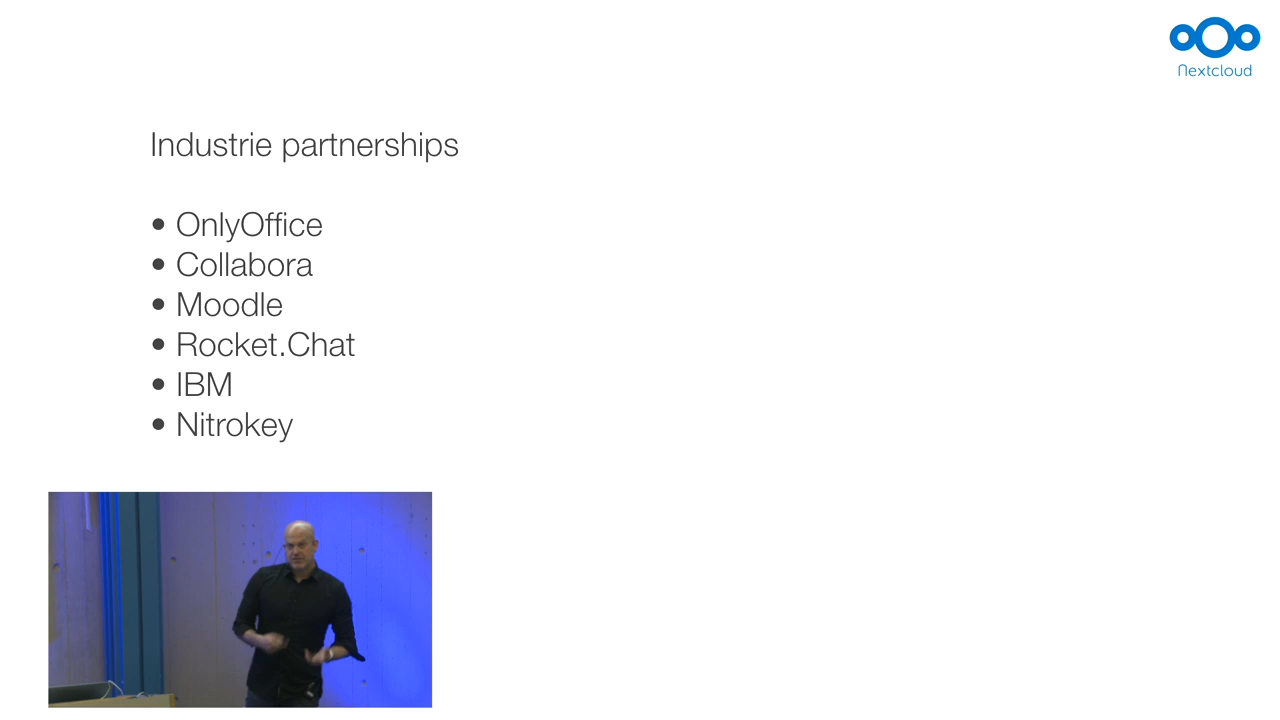 Nextcloud
Industrie partnerships
• OnlyOffice
• Collabora
• Moodle
• Rocket.Chat
• IBM
• Nitrokey